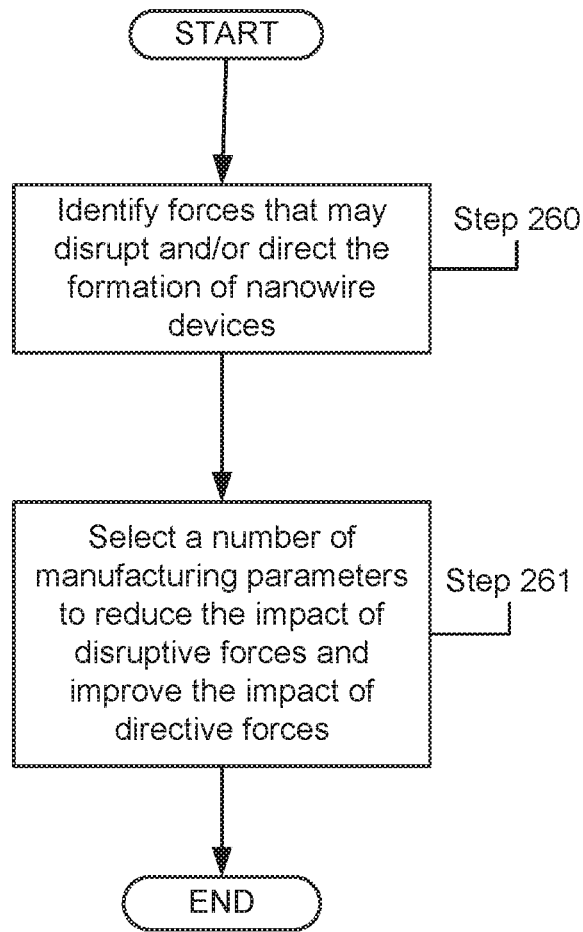 START
Identify forces that may
disrupt and/or direct the
formation of nanowire
devices
Step 260
Select a number of
manufacturing parameters
to reduce the impact of
disruptive forces and
improve the impact of
directive forces
Step 261
END